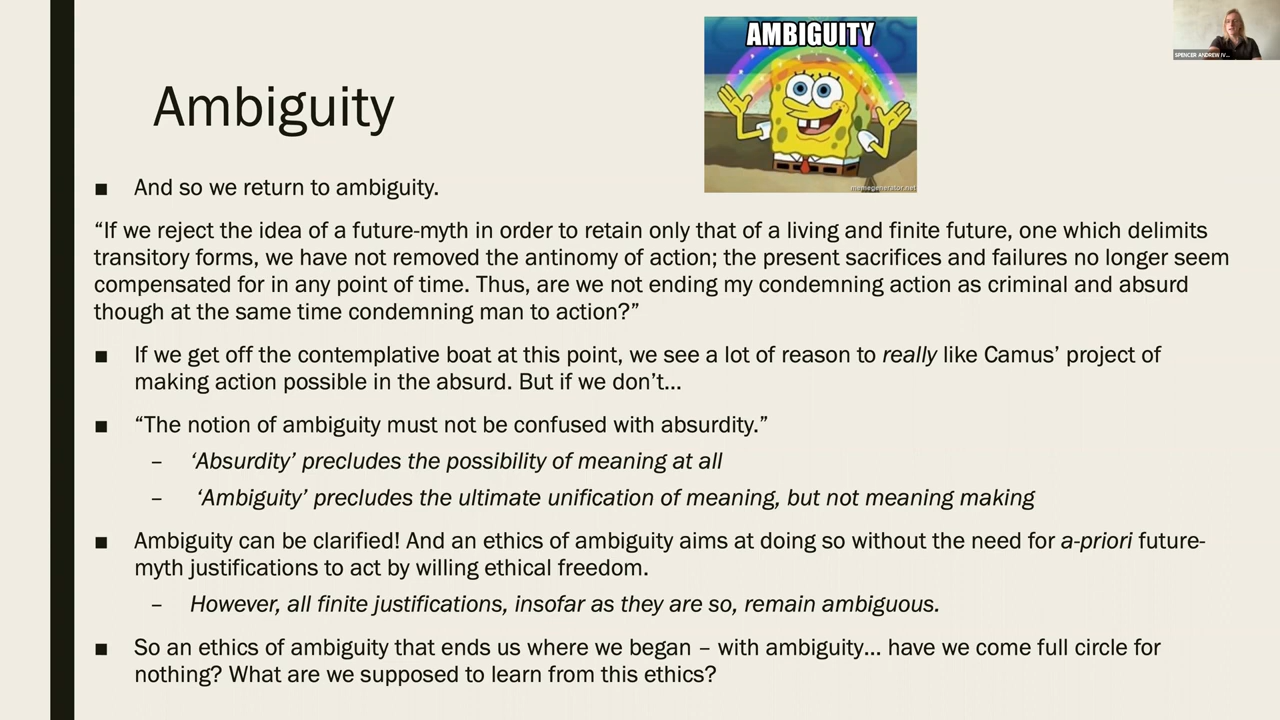 AMBIGUITY
memegenerator.net
SPENCER ANDREW IV...
Ambiguity
■ And so we return to ambiguity.
“If we reject the idea of a future-myth in order to retain only that of a living and finite future, one which delimits
transitory forms, we have not removed the antinomy of action; the present sacrifices and failures no longer seem
compensated for in any point of time. Thus, are we not ending my condemning action as criminal and absurd
though at the same time condemning man to action?”
■ If we get off the contemplative boat at this point, we see a lot of reason to really like Camus’ project of
making action possible in the absurd. But if we don’t…
■ “The notion of ambiguity must not be confused with absurdity.”
– ‘Absurdity’ precludes the possibility of meaning at all
– ‘Ambiguity’ precludes the ultimate unification of meaning, but not meaning making
■ Ambiguity can be clarified! And an ethics of ambiguity aims at doing so without the need for a-priori future-
myth justifications to act by willing ethical freedom.
– However, all finite justifications, insofar as they are so, remain ambiguous.
■ So an ethics of ambiguity that ends us where we began – with ambiguity… have we come full circle for
nothing? What are we supposed to learn from this ethics?